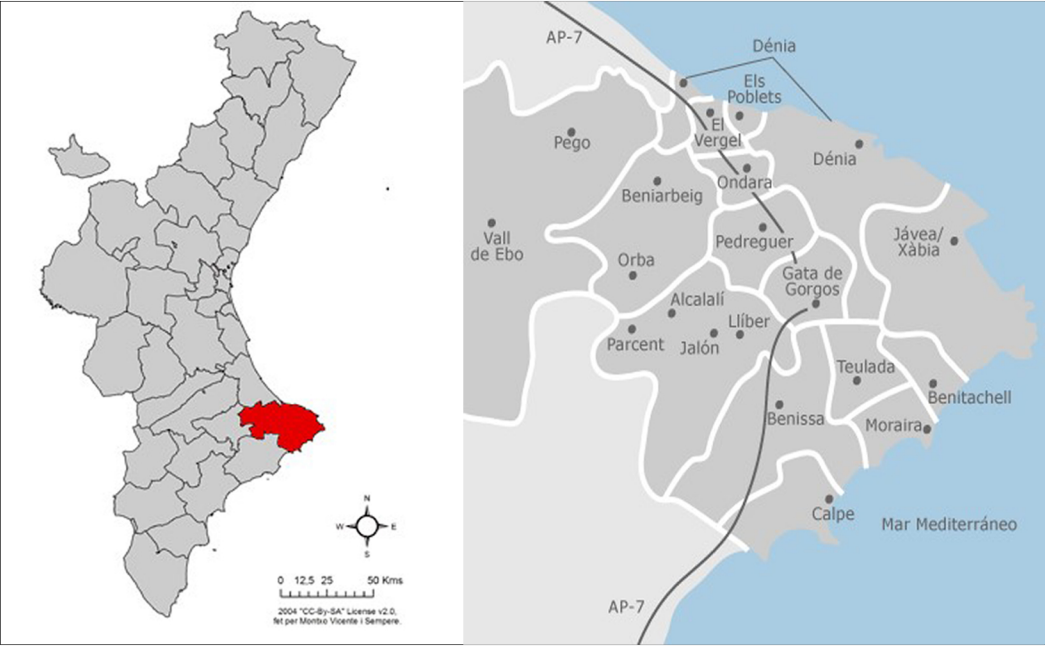 N
W
E
S
0 12,5 25 50 Kms
2004 "CC-By-SA" License v2.0,
fet per Montxo Vicente i Sempere.
AP-7
Dénia
Els
Poblets
El
Vergel
Pego
Dénia
Ondara
Beniarbeig
Vall
de Ebo
Pedreguer
Jávea/
Xàbia
Orba
Gata de
Gorgos
Alcalalí
Llíber
Parcent
Jalón
Teulada
Benitachell
Benissa
Moraira
Calpe
Mar Mediterráneo
AP-7